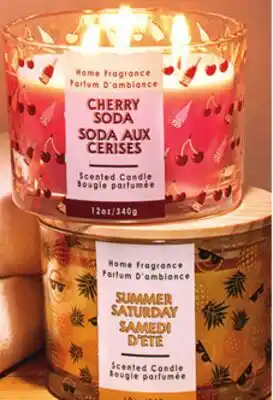 Home Fragrance
Parfum D'ambiance
CHERRY
SODA
SODA AUX
CERISES
Scented Candle
Bougie parfumée
12oz/340g
Home Fragrance
Parfum D'ambiance
SUMMER
SATURDAY
SAMEDI
D'ETE
Scented Candle
Bougie parfumée